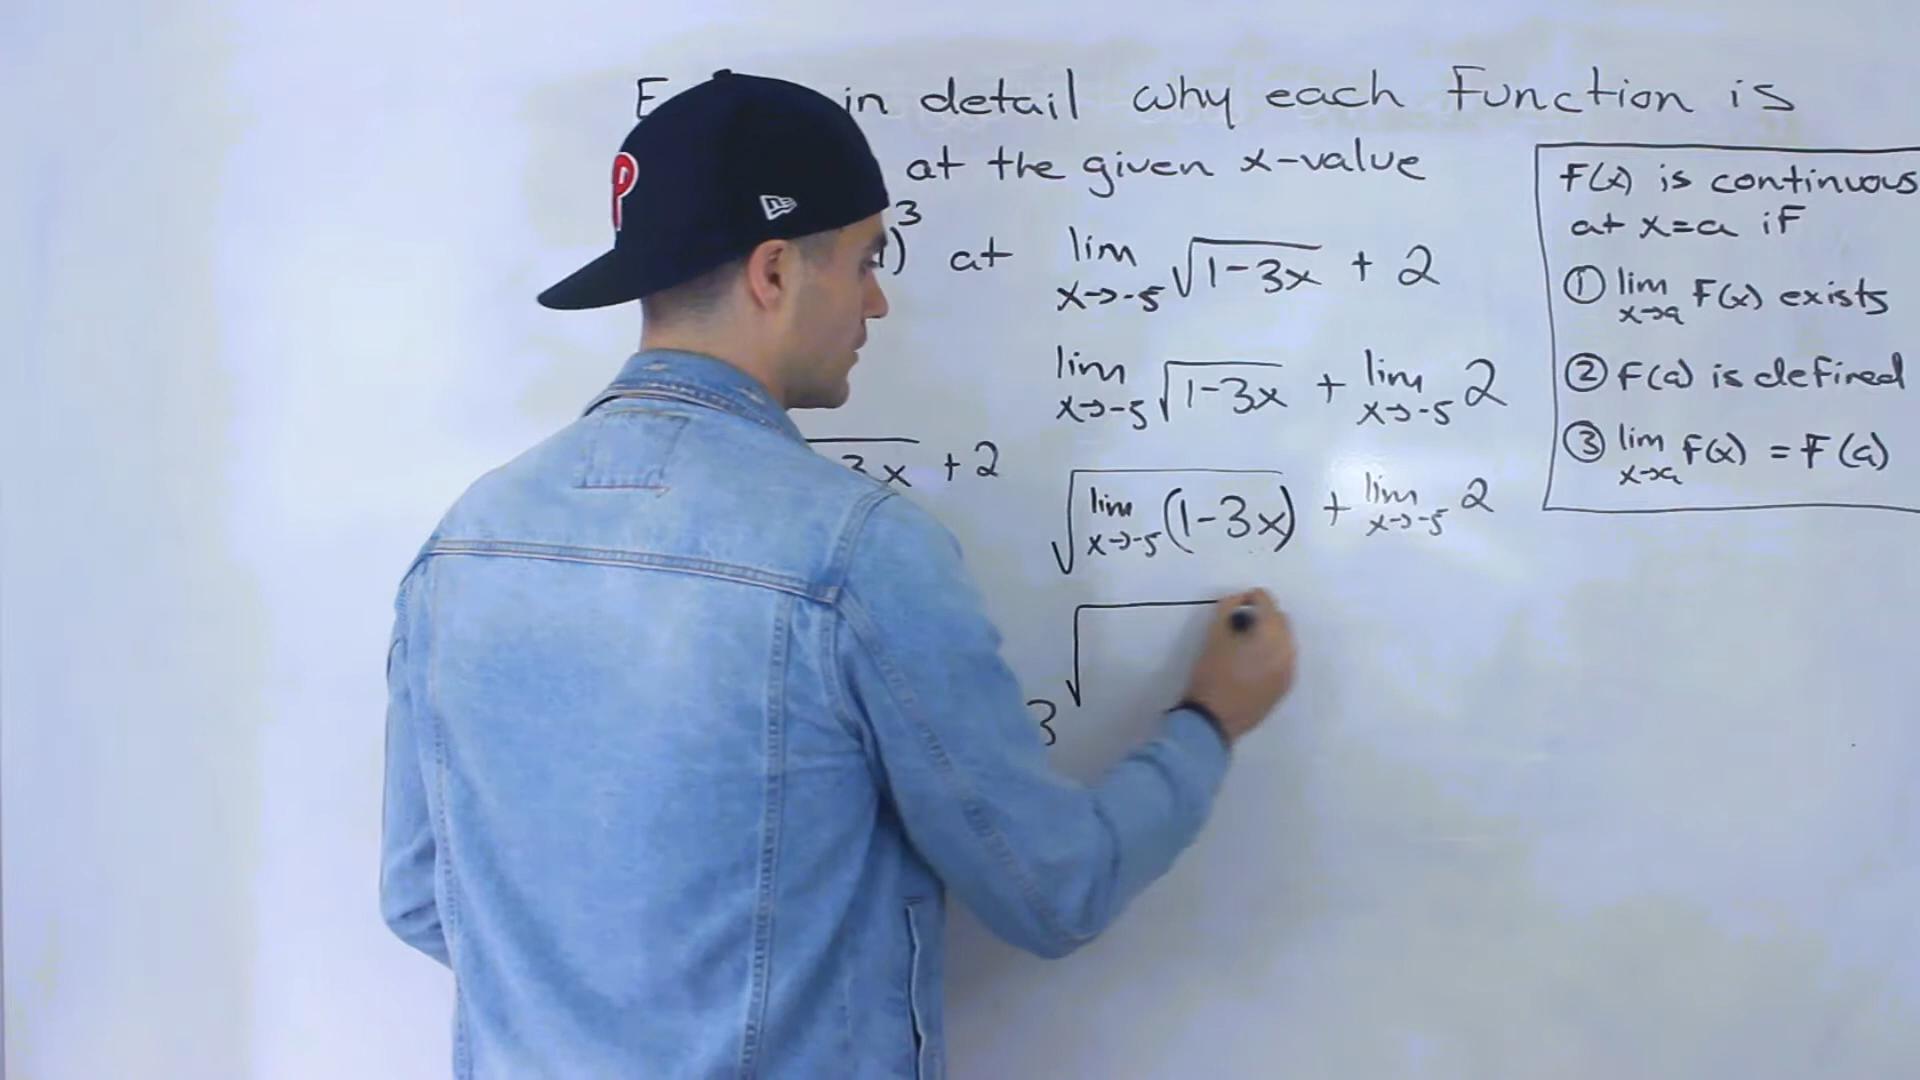 in detail why each Function is
at the given x-value
)³ at
3x + 2
3
lim x→-5 √(1-3x) + 2
lim x→-5 √(1-3x) + lim x→-5 2
√(lim x→-5 (1-3x)) + lim x→-5 2
√
F(x) is continuous
at x=a iF
① lim x→a F(x) exists
② F(a) is defined
③ lim x→a F(x) = F(a)
P